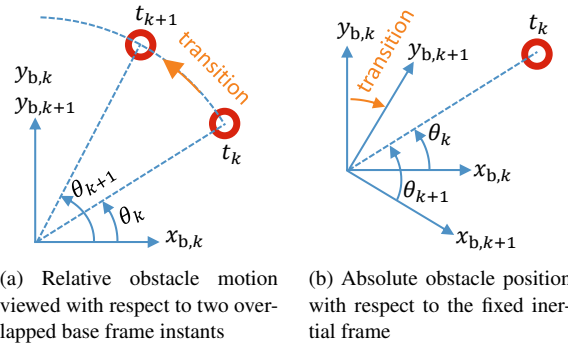 t_{k+1}
transition
y_{b,k}
y_{b,k+1}
t_k
θ_{k+1}
θ_k
x_{b,k}
(a) Relative obstacle motion
viewed with respect to two over-
lapped base frame instants
t_k
y_{b,k}
y_{b,k+1}
transition
θ_k
x_{b,k}
θ_{k+1}
x_{b,k+1}
(b) Absolute obstacle position
with respect to the fixed iner-
tial frame